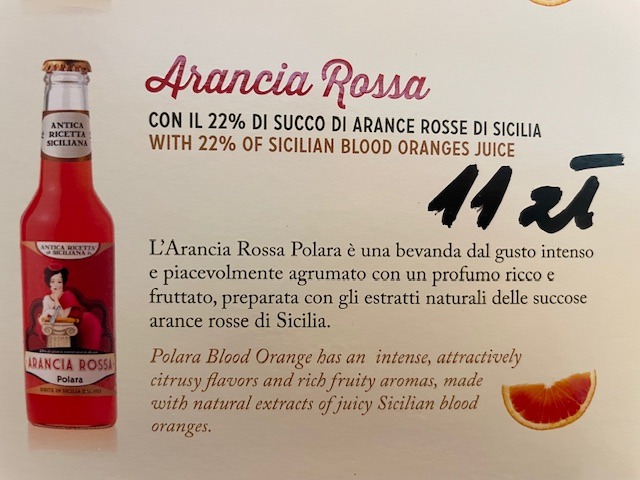 Arancia Rossa
CON IL 22% DI SUCCO DI ARANCE ROSSE DI SICILIA
WITH 22% OF SICILIAN BLOOD ORANGES JUICE
11 zł
L'Arancia Rossa Polara è una bevanda dal gusto intenso
e piacevolmente agrumato con un profumo ricco e
fruttato, preparata con gli estratti naturali delle succose
arance rosse di Sicilia.
Polara Blood Orange has an intense, attractively
citrusy flavors and rich fruity aromas, made
with natural extracts of juicy Sicilian blood
oranges.
ANTICA
RICETTA
SICILIANA
ANTICA RICETTA
SICILIANA
ARANCIA ROSSA
Polara